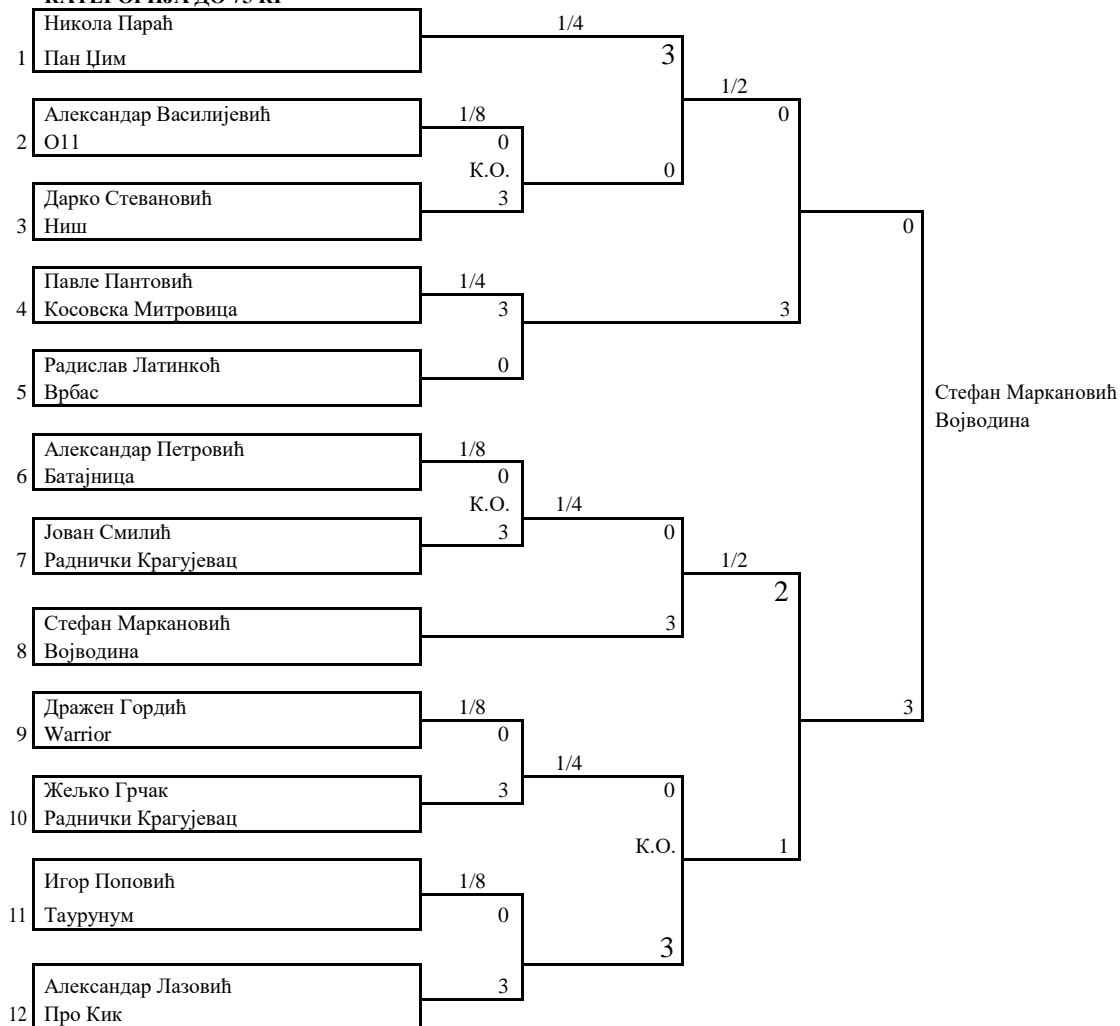 КАТЕГОРИЈА ДО 75 КГ
Никола Параћ
1/4
1 Пан Џим
3
1/2
Александар Василијевић
1/8
0
2 О11
0
К.О.
0
Дарко Стевановић
3
3 Ниш
0
Павле Пантовић
1/4
4 Косовска Митровица
3
3
Радислав Латинкоћ
0
5 Врбас
Стефан Маркановић
Војводина
Александар Петровић
1/8
6 Батајница
0
К.О.
1/4
Јован Смилић
3
0
7 Раднички Крагујевац
1/2
2
Стефан Маркановић
3
8 Војводина
Дражен Гордић
1/8
3
9 Warrior
0
1/4
Жељко Грчак
3
0
10 Раднички Крагујевац
К.О.
1
Игор Поповић
1/8
11 Таурунум
0
3
Александар Лазовић
3
12 Про Кик